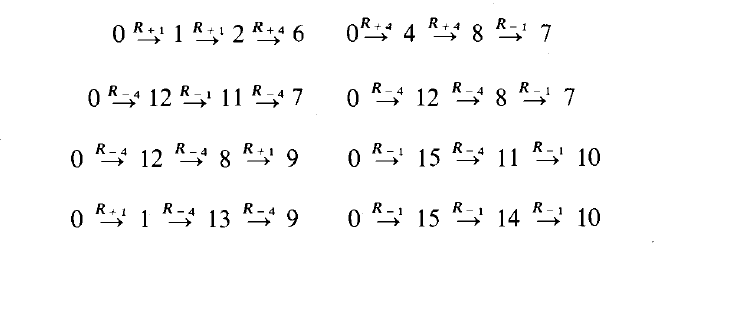 0 R+1→ 1 R+1→ 2 R+4→ 6 0 R+4→ 4 R+4→ 8 R−1→ 7
0 R−4→ 12 R−1→ 11 R−4→ 7 0 R−4→ 12 R−4→ 8 R−1→ 7
0 R−4→ 12 R−4→ 8 R+1→ 9 0 R−1→ 15 R−4→ 11 R−1→ 10
0 R+1→ 1 R−4→ 13 R−4→ 9 0 R−1→ 15 R−1→ 14 R−1→ 10